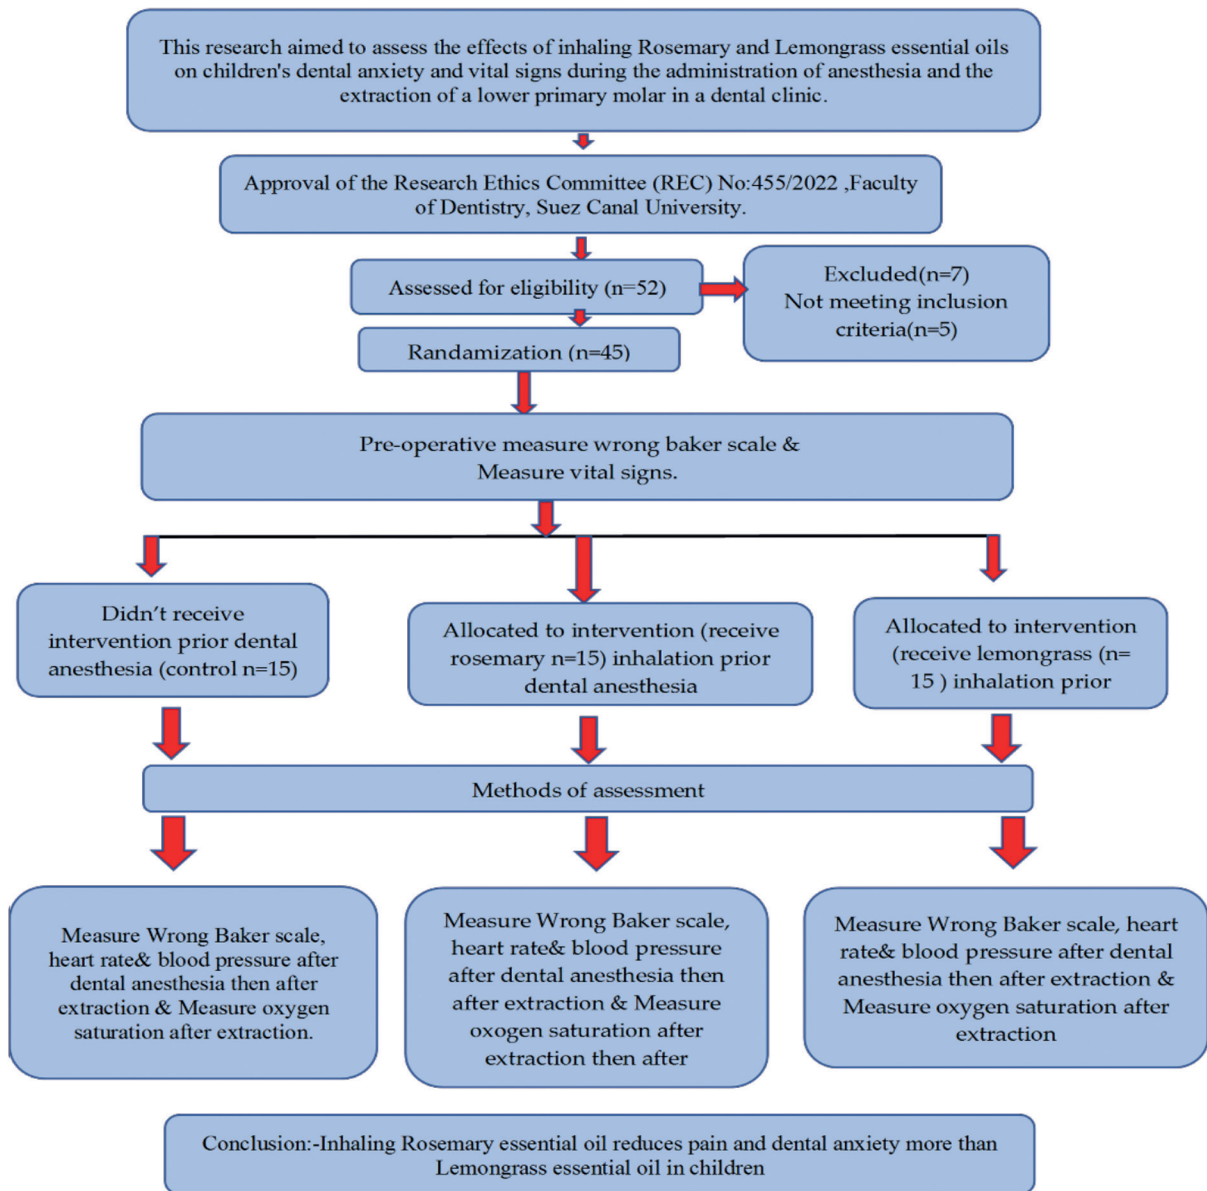 This research aimed to assess the effects of inhaling Rosemary and Lemongrass essential oils
on children's dental anxiety and vital signs during the administration of anesthesia and the
extraction of a lower primary molar in a dental clinic.
Approval of the Research Ethics Committee (REC) No:455/2022 ,Faculty
of Dentistry, Suez Canal University.
Assessed for eligibility (n=52)
Excluded(n=7)
Not meeting inclusion
criteria(n=5)
Randamization (n=45)
Pre-operative measure wrong baker scale &
Measure vital signs.
Didn't receive
intervention prior dental
anesthesia (control n=15)
Allocated to intervention (receive
rosemary n=15) inhalation prior
dental anesthesia
Allocated to intervention
(receive lemongrass (n=
15 ) inhalation prior
Methods of assessment
Measure Wrong Baker scale,
heart rate& blood pressure after
dental anesthesia then after
extraction & Measure oxygen
saturation after extraction.
Measure Wrong Baker scale,
heart rate& blood pressure
after dental anesthesia then
after extraction & Measure
oxogen saturation after
extraction then after
Measure Wrong Baker scale, heart
rate& blood pressure after dental
anesthesia then after extraction &
Measure oxygen saturation after
extraction
Conclusion:-Inhaling Rosemary essential oil reduces pain and dental anxiety more than
Lemongrass essential oil in children